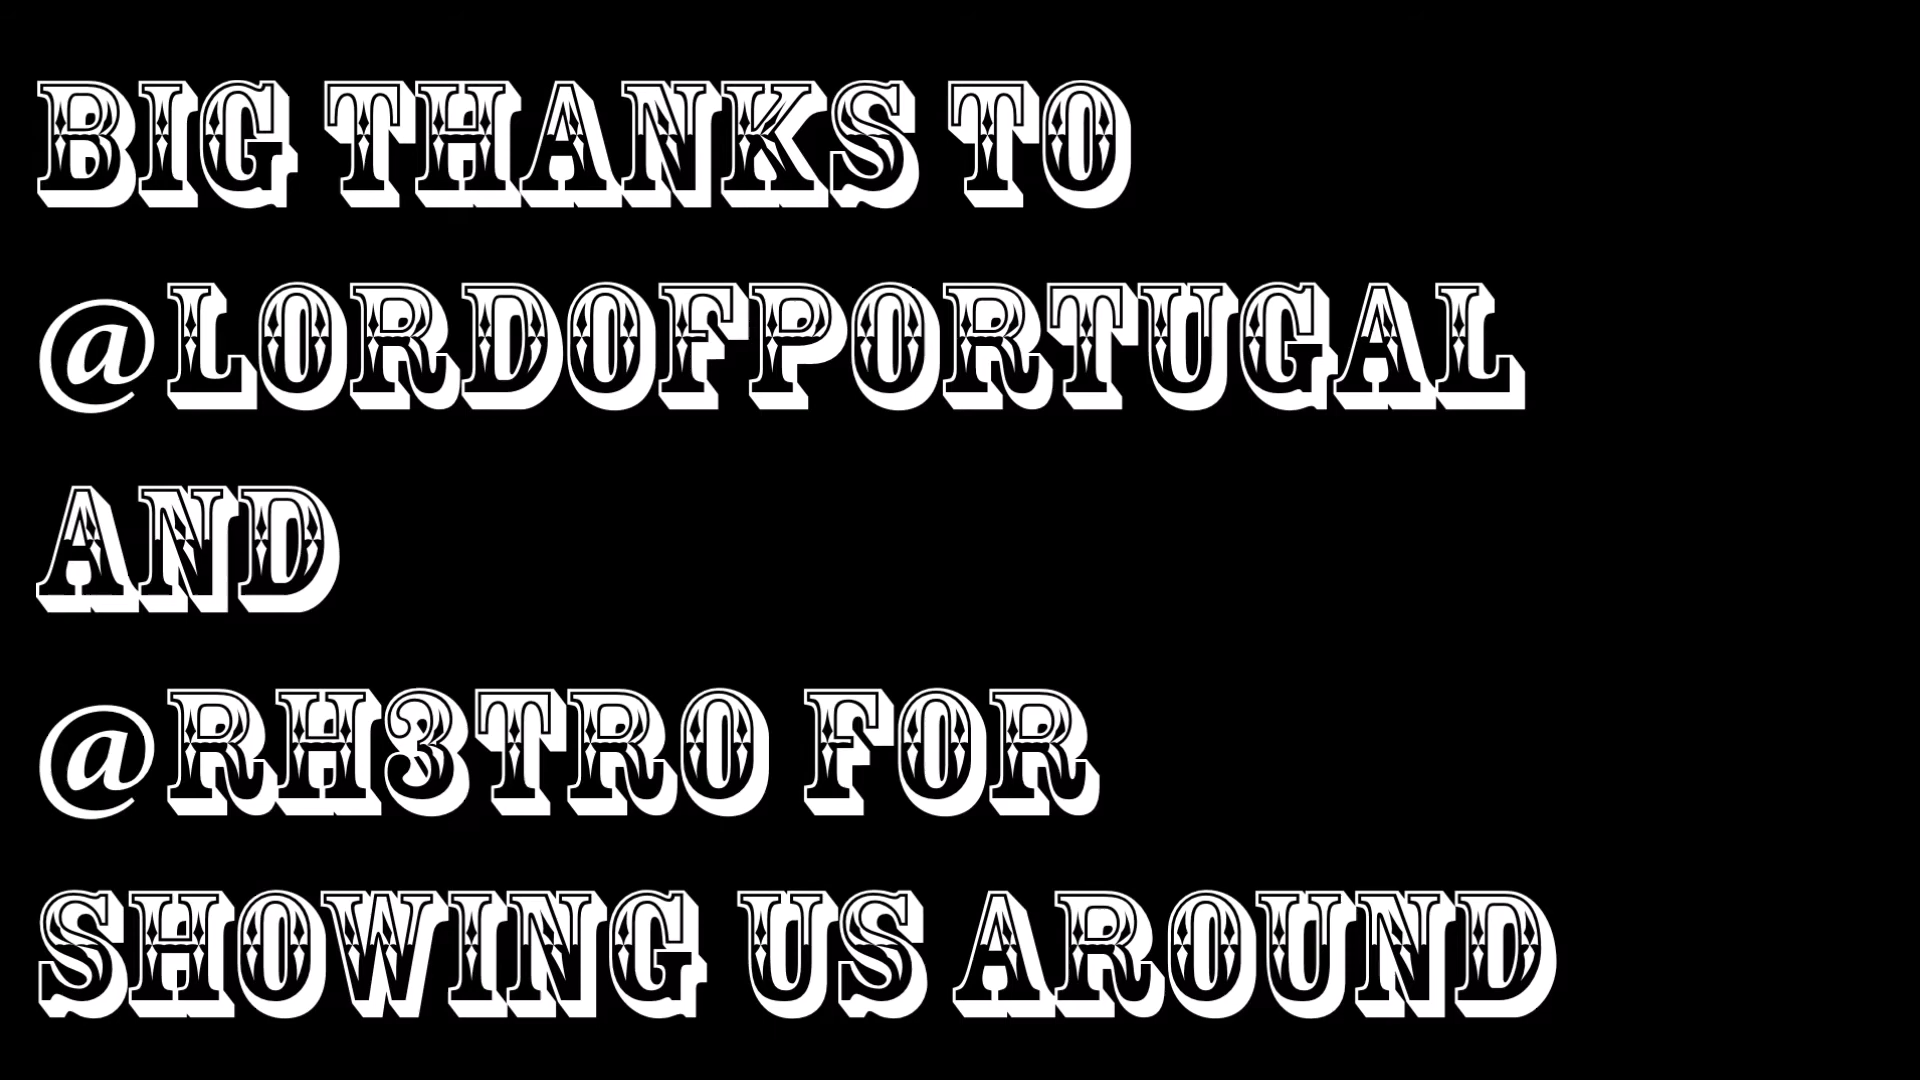 BIG THANKS TO
@LORDOFPORTUGAL
AND
@RH3TRO FOR
SHOWING US AROUND